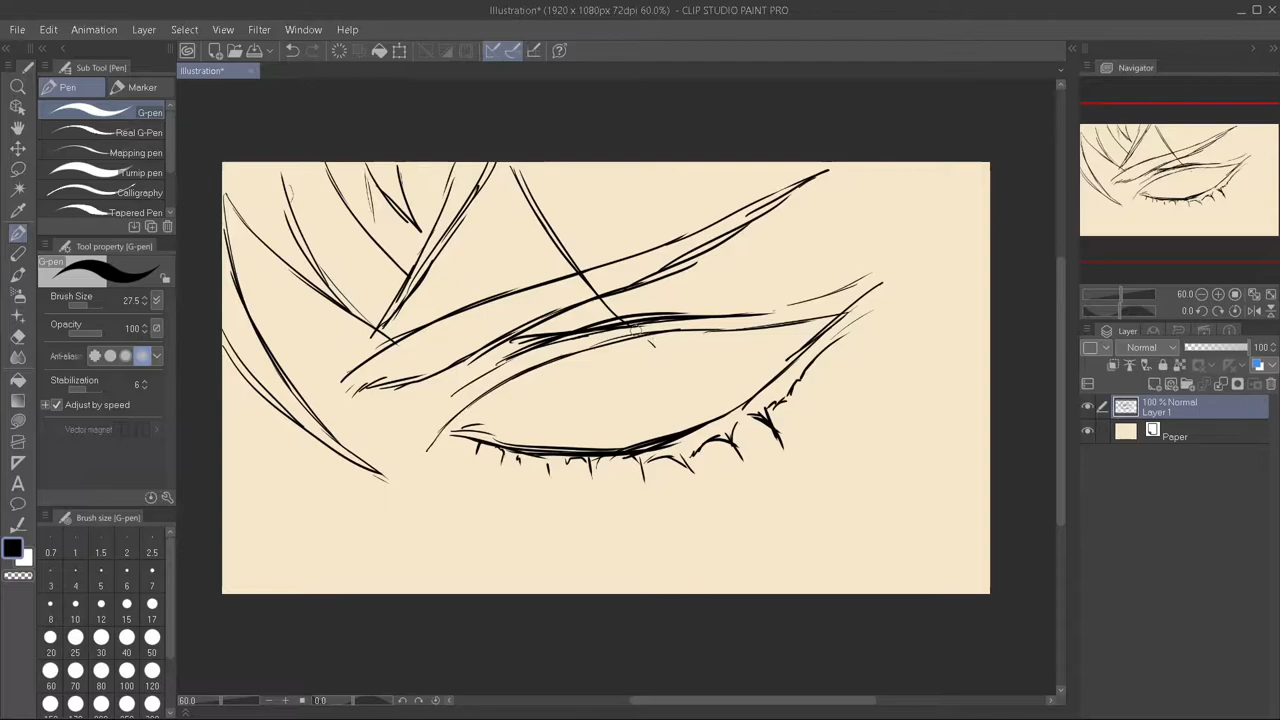 Illustration* (1920 x 1080px 72dpi 60.0%) - CLIP STUDIO PAINT PRO
File Edit Animation Layer Select View Filter Window Help
Sub Tool [Pen]
Illustration*
Navigator
Pen Marker
G-pen
Real G-Pen
Mapping pen
Turnip pen
Calligraphy
Tapered Pen
Tool property [G-pen]
G-pen
Brush Size 27.5
Opacity 100
Anti-alias
Stabilization 6
Adjust by speed
Vector magnet
Brush size [G-pen]
0.7 1 1.5 2 2.5
3 4 5 6 7
8 10 12 15 17
20 25 30 40 50
60 70 80 100 120
60.0 0.0
60.0
0.0
Layer
Normal 100
100 % Normal
Layer 1
Paper